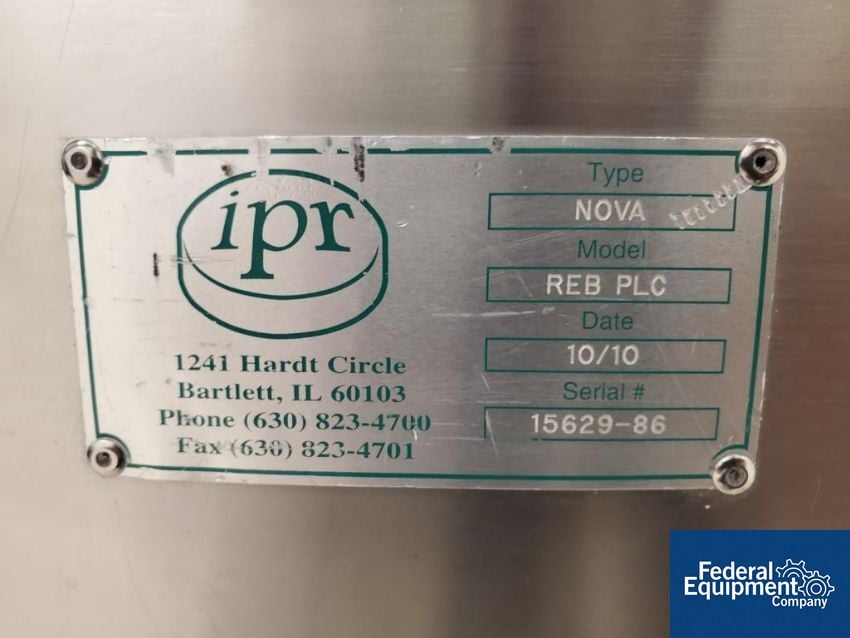 ipr
1241 Hardt Circle
Bartlett, IL 60103
Phone (630) 823-4700
Fax (630) 823-4701
Type
NOVA
Model
REB PLC
Date
10/10
Serial #
15629-86
Federal
Equipment
Company